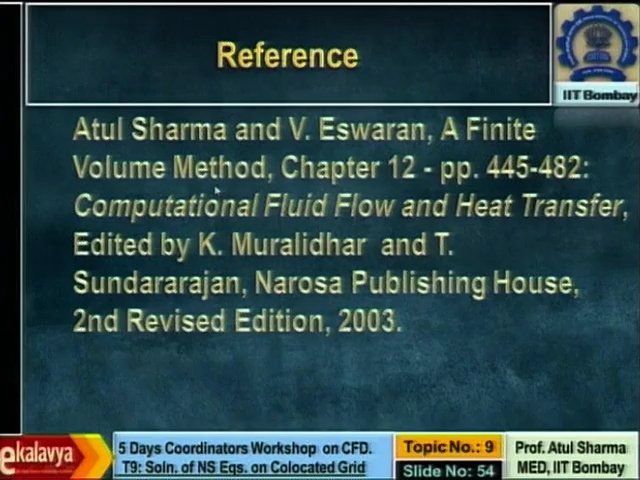 Reference
IIT Bombay
Atul Sharma and V. Eswaran, A Finite
Volume Method, Chapter 12 - pp. 445-482:
Computational Fluid Flow and Heat Transfer,
Edited by K. Muralidhar and T.
Sundararajan, Narosa Publishing House,
2nd Revised Edition, 2003.
ekalavya
5 Days Coordinators Workshop on CFD.
T9: Soln. of NS Eqs. on Colocated Grid
Topic No.: 9
Slide No: 54
Prof. Atul Sharma
MED, IIT Bombay